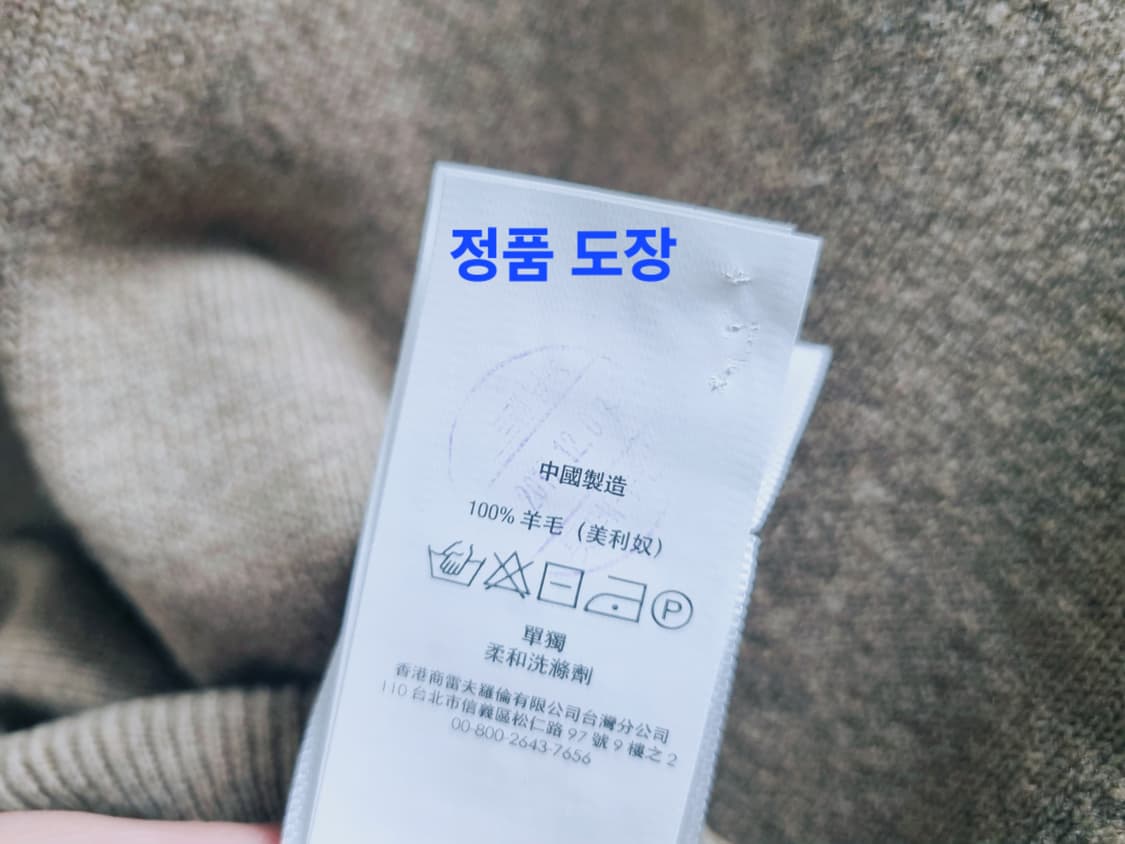 정품 도장
中國製造
100% 羊毛 (美利奴)
P
單獨
柔和洗滌劑
香港商雷夫羅倫有限公司台灣分公司
110 台北市信義區松仁路 97 號 9 樓之 2
00-800-2643-7656